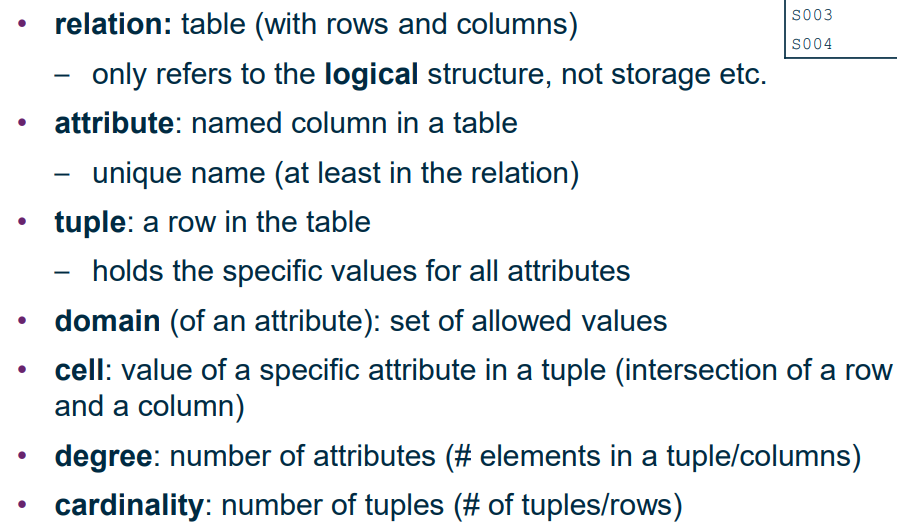 • relation: table (with rows and columns)
– only refers to the logical structure, not storage etc.
• attribute: named column in a table
– unique name (at least in the relation)
• tuple: a row in the table
– holds the specific values for all attributes
• domain (of an attribute): set of allowed values
• cell: value of a specific attribute in a tuple (intersection of a row
and a column)
• degree: number of attributes (# elements in a tuple/columns)
• cardinality: number of tuples (# of tuples/rows)
S003
S004